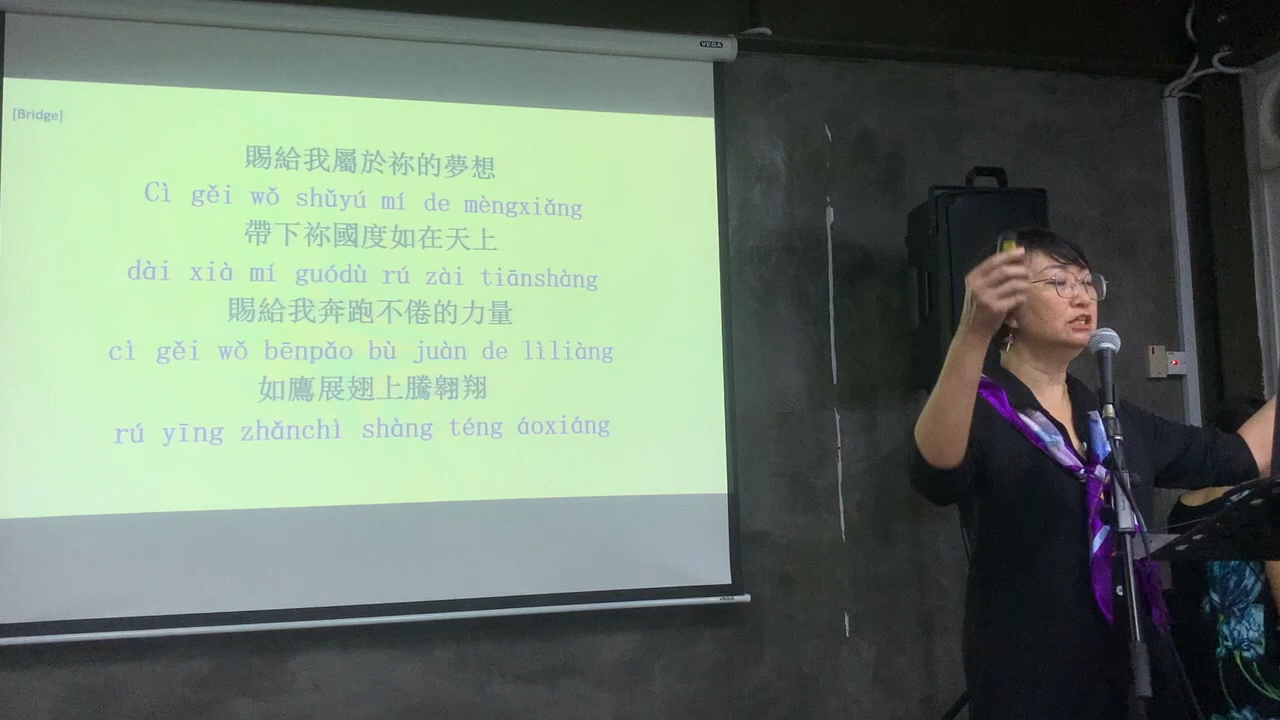 VEGA
[Bridge]
賜給我屬於祢的夢想
Cì gěi wǒ shǔyú mí de mèngxiǎng
帶下祢國度如在天上
dài xià mí guódù rú zài tiānshàng
賜給我奔跑不倦的力量
cì gěi wǒ bēnpǎo bù juàn de lìliàng
如鷹展翅上騰翱翔
rú yīng zhǎnchì shàng téng áoxiáng
VEGA